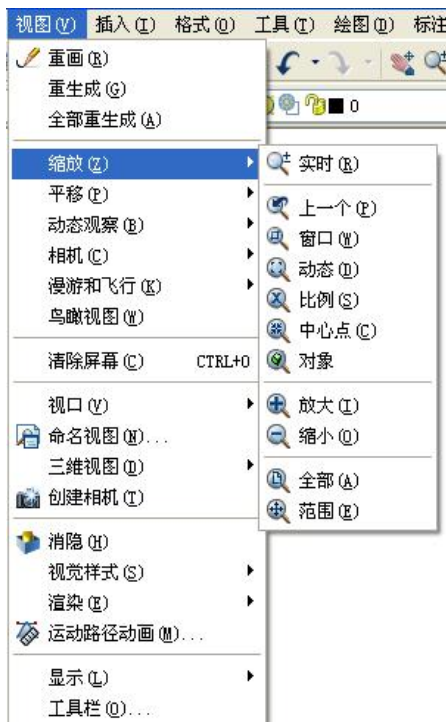 视图(V) 插入(I) 格式(O) 工具(T) 绘图(D) 标注
0
重画(R)
重生成(G)
全部重生成(A)
缩放(Z)
平移(P)
动态观察(B)
相机(C)
漫游和飞行(K)
鸟瞰视图(W)
清除屏幕(C) CTRL+0
视口(V)
命名视图(N)...
三维视图(D)
创建相机(T)
消隐(H)
视觉样式(S)
渲染(E)
运动路径动画(M)...
显示(L)
工具栏(O)...
实时(R)
上一个(P)
窗口(W)
动态(D)
比例(S)
中心点(C)
对象
放大(I)
缩小(O)
全部(A)
范围(E)